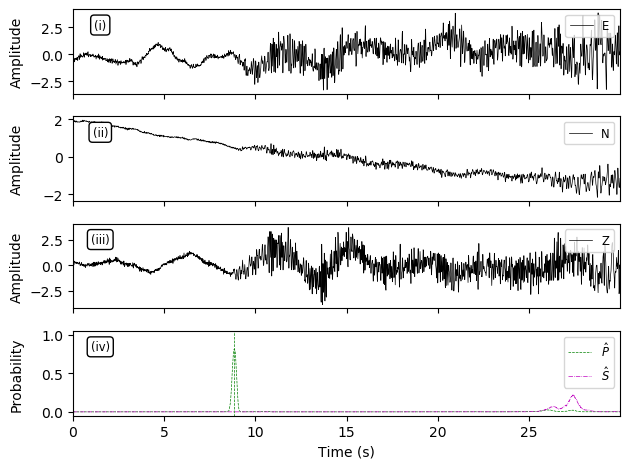 Amplitude
2.5
0.0
−2.5
(i)
E
Amplitude
2
0
−2
(ii)
N
Amplitude
2.5
0.0
−2.5
(iii)
Z
Probability
1.0
0.5
0.0
(iv)
P̂
Ŝ
0 5 10 15 20 25
Time (s)